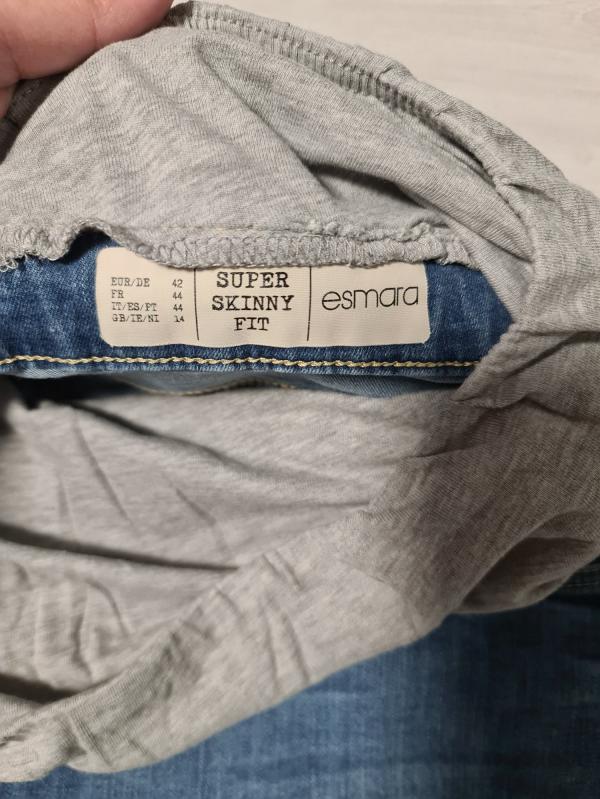 EUR/DE 42
FR 44
IT/ES/PT 44
GB/IE/NI 14
SUPER
SKINNY
FIT
esmara